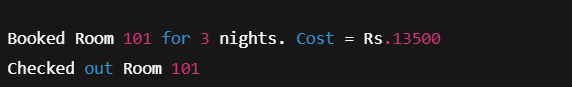 Booked Room 101 for 3 nights. Cost = Rs.13500
Checked out Room 101